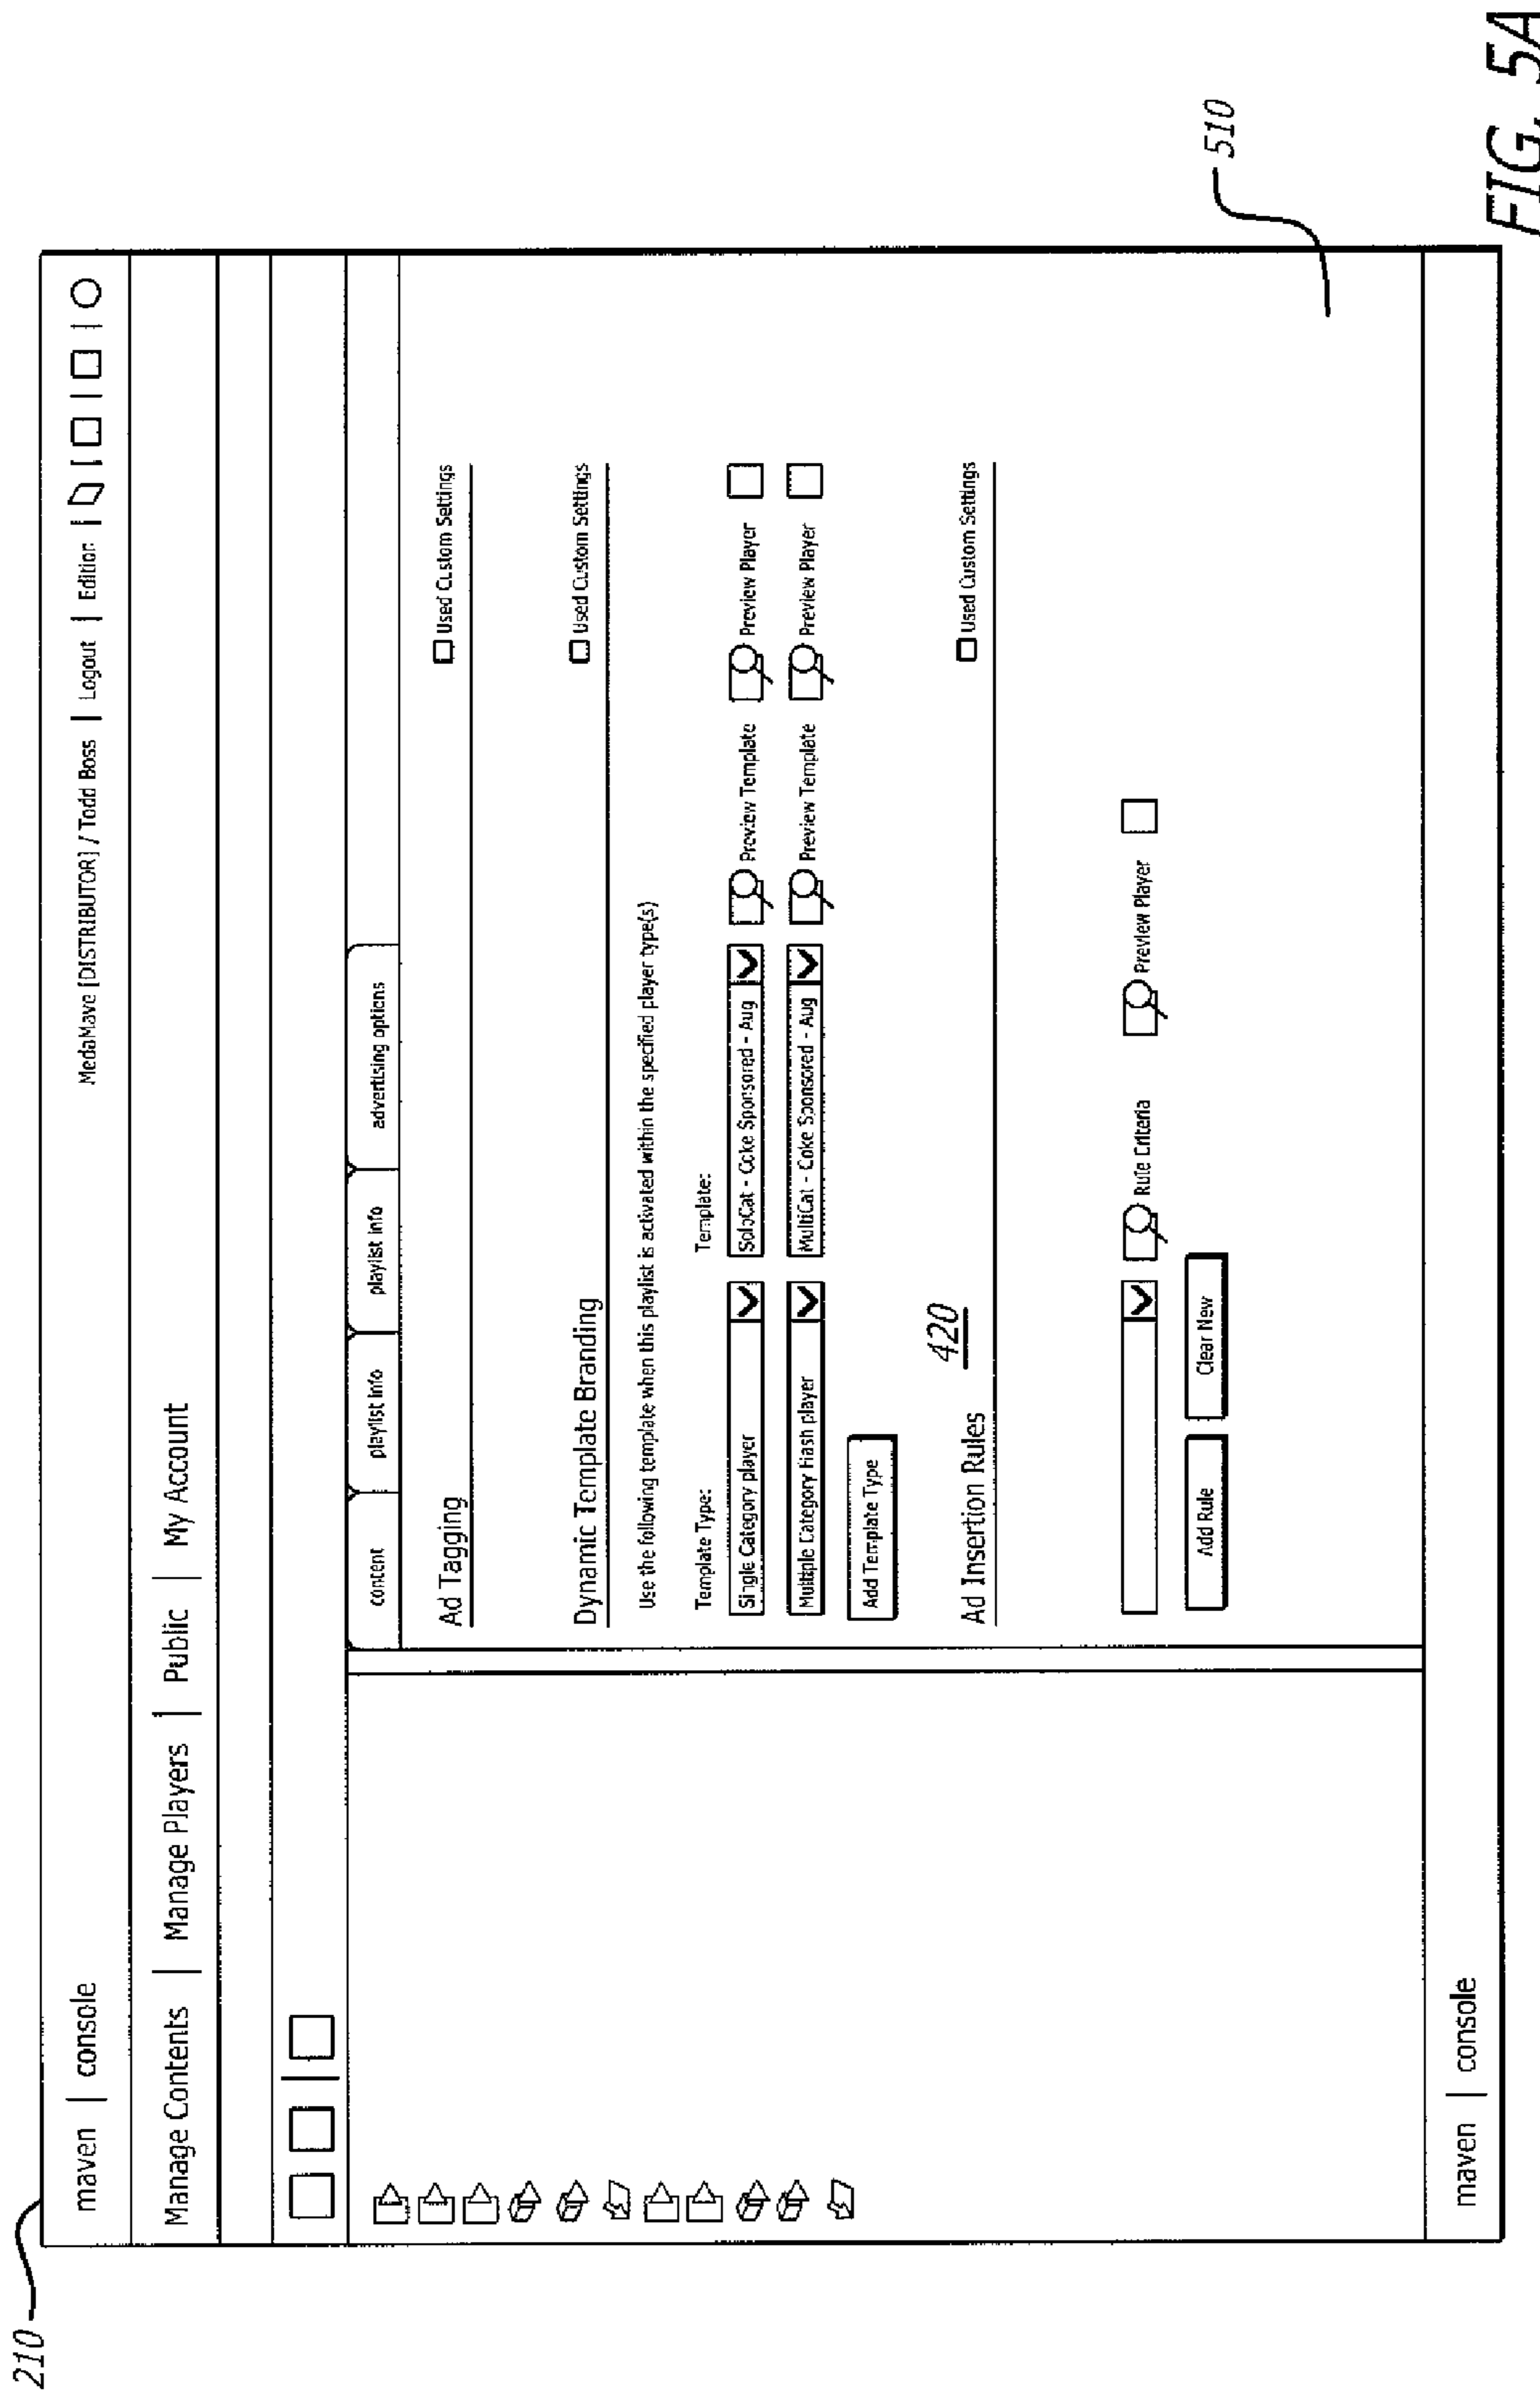 210
maven | console
MedaMave [DISTRIBUTOR] / Todd Boss | Logout | Edition
Manage Contents | Manage Players | Public | My Account
content playlist info playlist info advertising options
Ad Tagging
Used Custom Settings
Dynamic Template Branding
Used Custom Settings
Use the following template when this playlist is activated within the specified player type(s)
Template Type: Template:
Single Category player SoloCat - Coke Sponsored - Aug Preview Template Preview Player
Multiple Category Flash player MultiCat - Coke Sponsored - Aug Preview Template Preview Player
Add Template Type
Ad Insertion Rules 420
Used Custom Settings
Rule Criteria Preview Player
Add Rule Clear New
510
maven | console
FIG. 5A